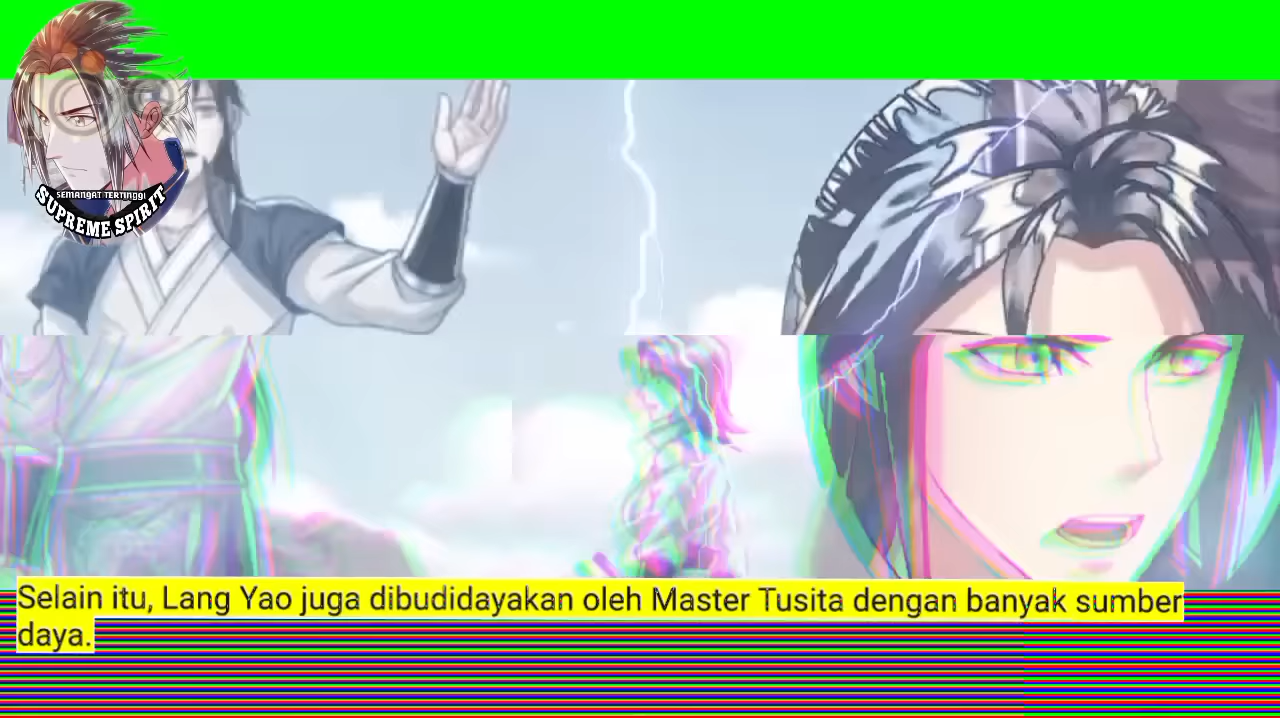 SEMANGAT TERTINGGI
SUPREME SPIRIT
Selain itu, Lang Yao juga dibudidayakan oleh Master Tusita dengan banyak sumber
daya.